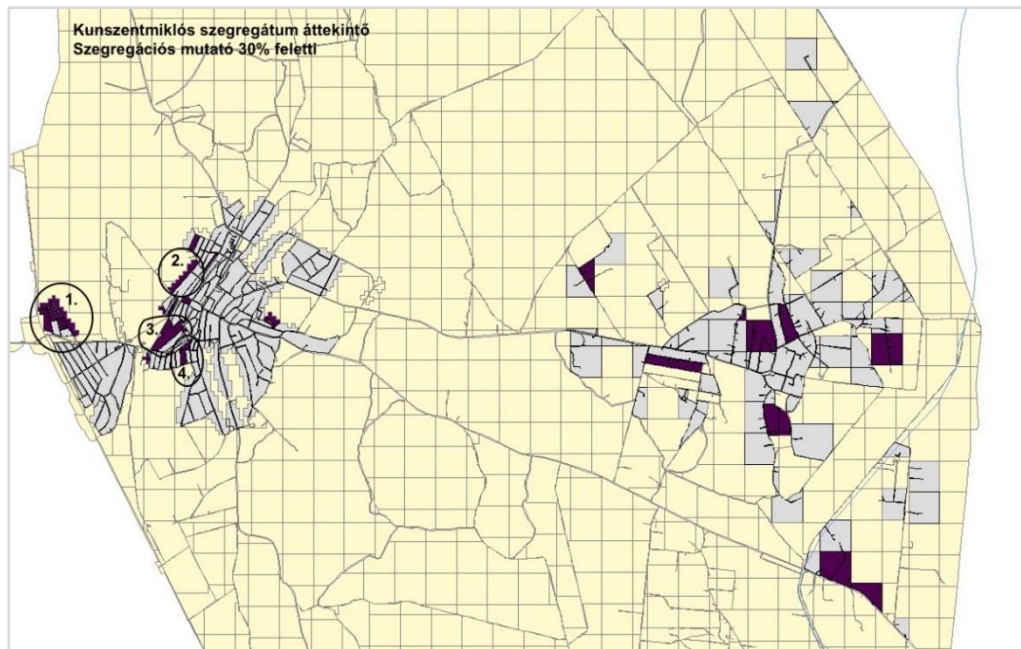 Kunszentmiklós szegregátum áttekintő
Szegregációs mutató 30% feletti
2.
1.
3.
4.